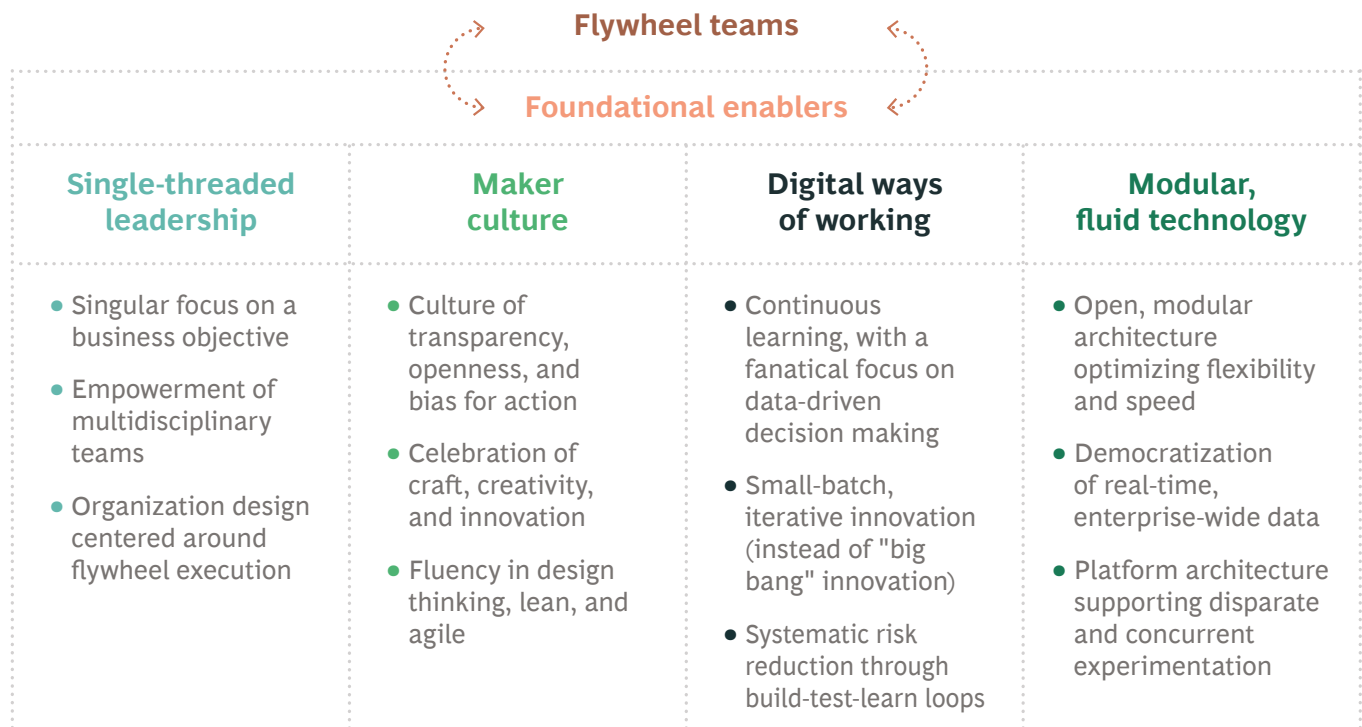 Flywheel teams
Foundational enablers
Single-threaded
leadership
• Singular focus on a
business objective
• Empowerment of
multidisciplinary
teams
• Organization design
centered around
flywheel execution
Maker
culture
• Culture of
transparency,
openness, and
bias for action
• Celebration of
craft, creativity,
and innovation
• Fluency in design
thinking, lean, and
agile
Digital ways
of working
• Continuous
learning, with a
fanatical focus on
data-driven
decision making
• Small-batch,
iterative innovation
(instead of "big
bang" innovation)
• Systematic risk
reduction through
build-test-learn loops
Modular,
fluid technology
• Open, modular
architecture
optimizing flexibility
and speed
• Democratization
of real-time,
enterprise-wide data
• Platform architecture
supporting disparate
and concurrent
experimentation